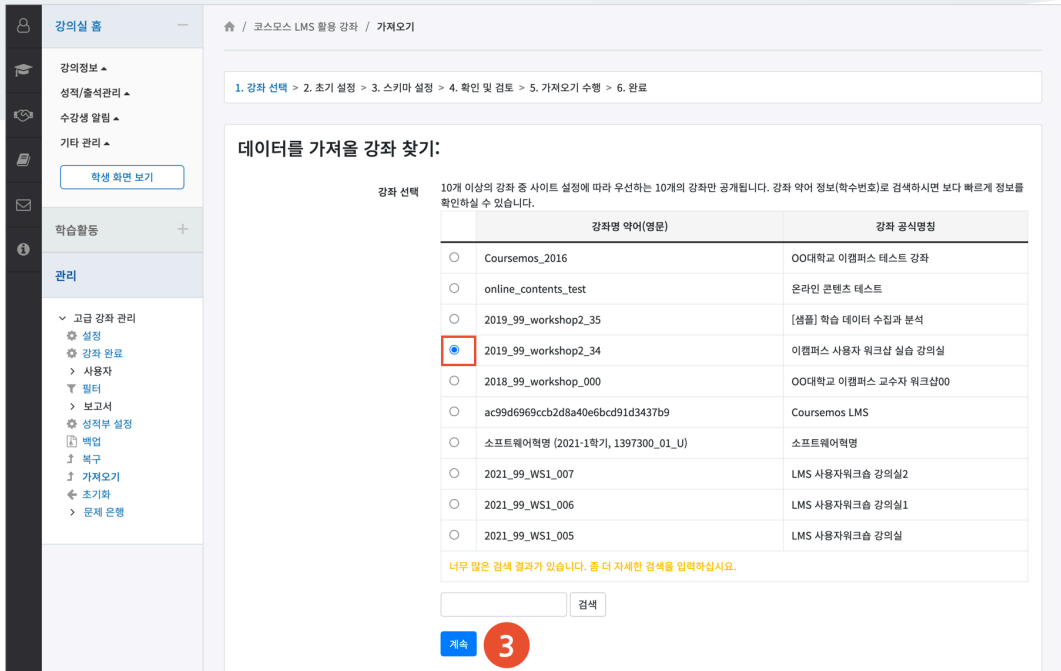 강의실 홈
강의정보
성적/출석관리
수강생 알림
기타 관리
학생 화면 보기
학습활동
관리
고급 강좌 관리
설정
강좌 완료
사용자
필터
보고서
성적부 설정
백업
복구
가져오기
초기화
문제 은행
/ 코스모스 LMS 활용 강좌 / 가져오기
1. 강좌 선택 > 2. 초기 설정 > 3. 스키마 설정 > 4. 확인 및 검토 > 5. 가져오기 수행 > 6. 완료
데이터를 가져올 강좌 찾기:
강좌 선택
10개 이상의 강좌 중 사이트 설정에 따라 우선하는 10개의 강좌만 공개됩니다. 강좌 약어 정보(학수번호)로 검색하시면 보다 빠르게 정보를
확인하실 수 있습니다.
강좌명 약어(영문) 강좌 공식명칭
Coursemos_2016 OO대학교 이캠퍼스 테스트 강좌
online_contents_test 온라인 콘텐츠 테스트
2019_99_workshop2_35 [샘플] 학습 데이터 수집과 분석
2019_99_workshop2_34 이캠퍼스 사용자 워크샵 실습 강의실
2018_99_workshop_000 OO대학교 이캠퍼스 교수자 워크샵00
ac99d6969ccb2d8a40e6bcd91d3437b9 Coursemos LMS
소프트웨어혁명 (2021-1학기, 1397300_01_U) 소프트웨어혁명
2021_99_WS1_007 LMS 사용자워크숍 강의실2
2021_99_WS1_006 LMS 사용자워크숍 강의실1
2021_99_WS1_005 LMS 사용자워크숍 강의실
너무 많은 검색 결과가 있습니다. 좀 더 자세한 검색을 입력하십시요.
검색
계속 3